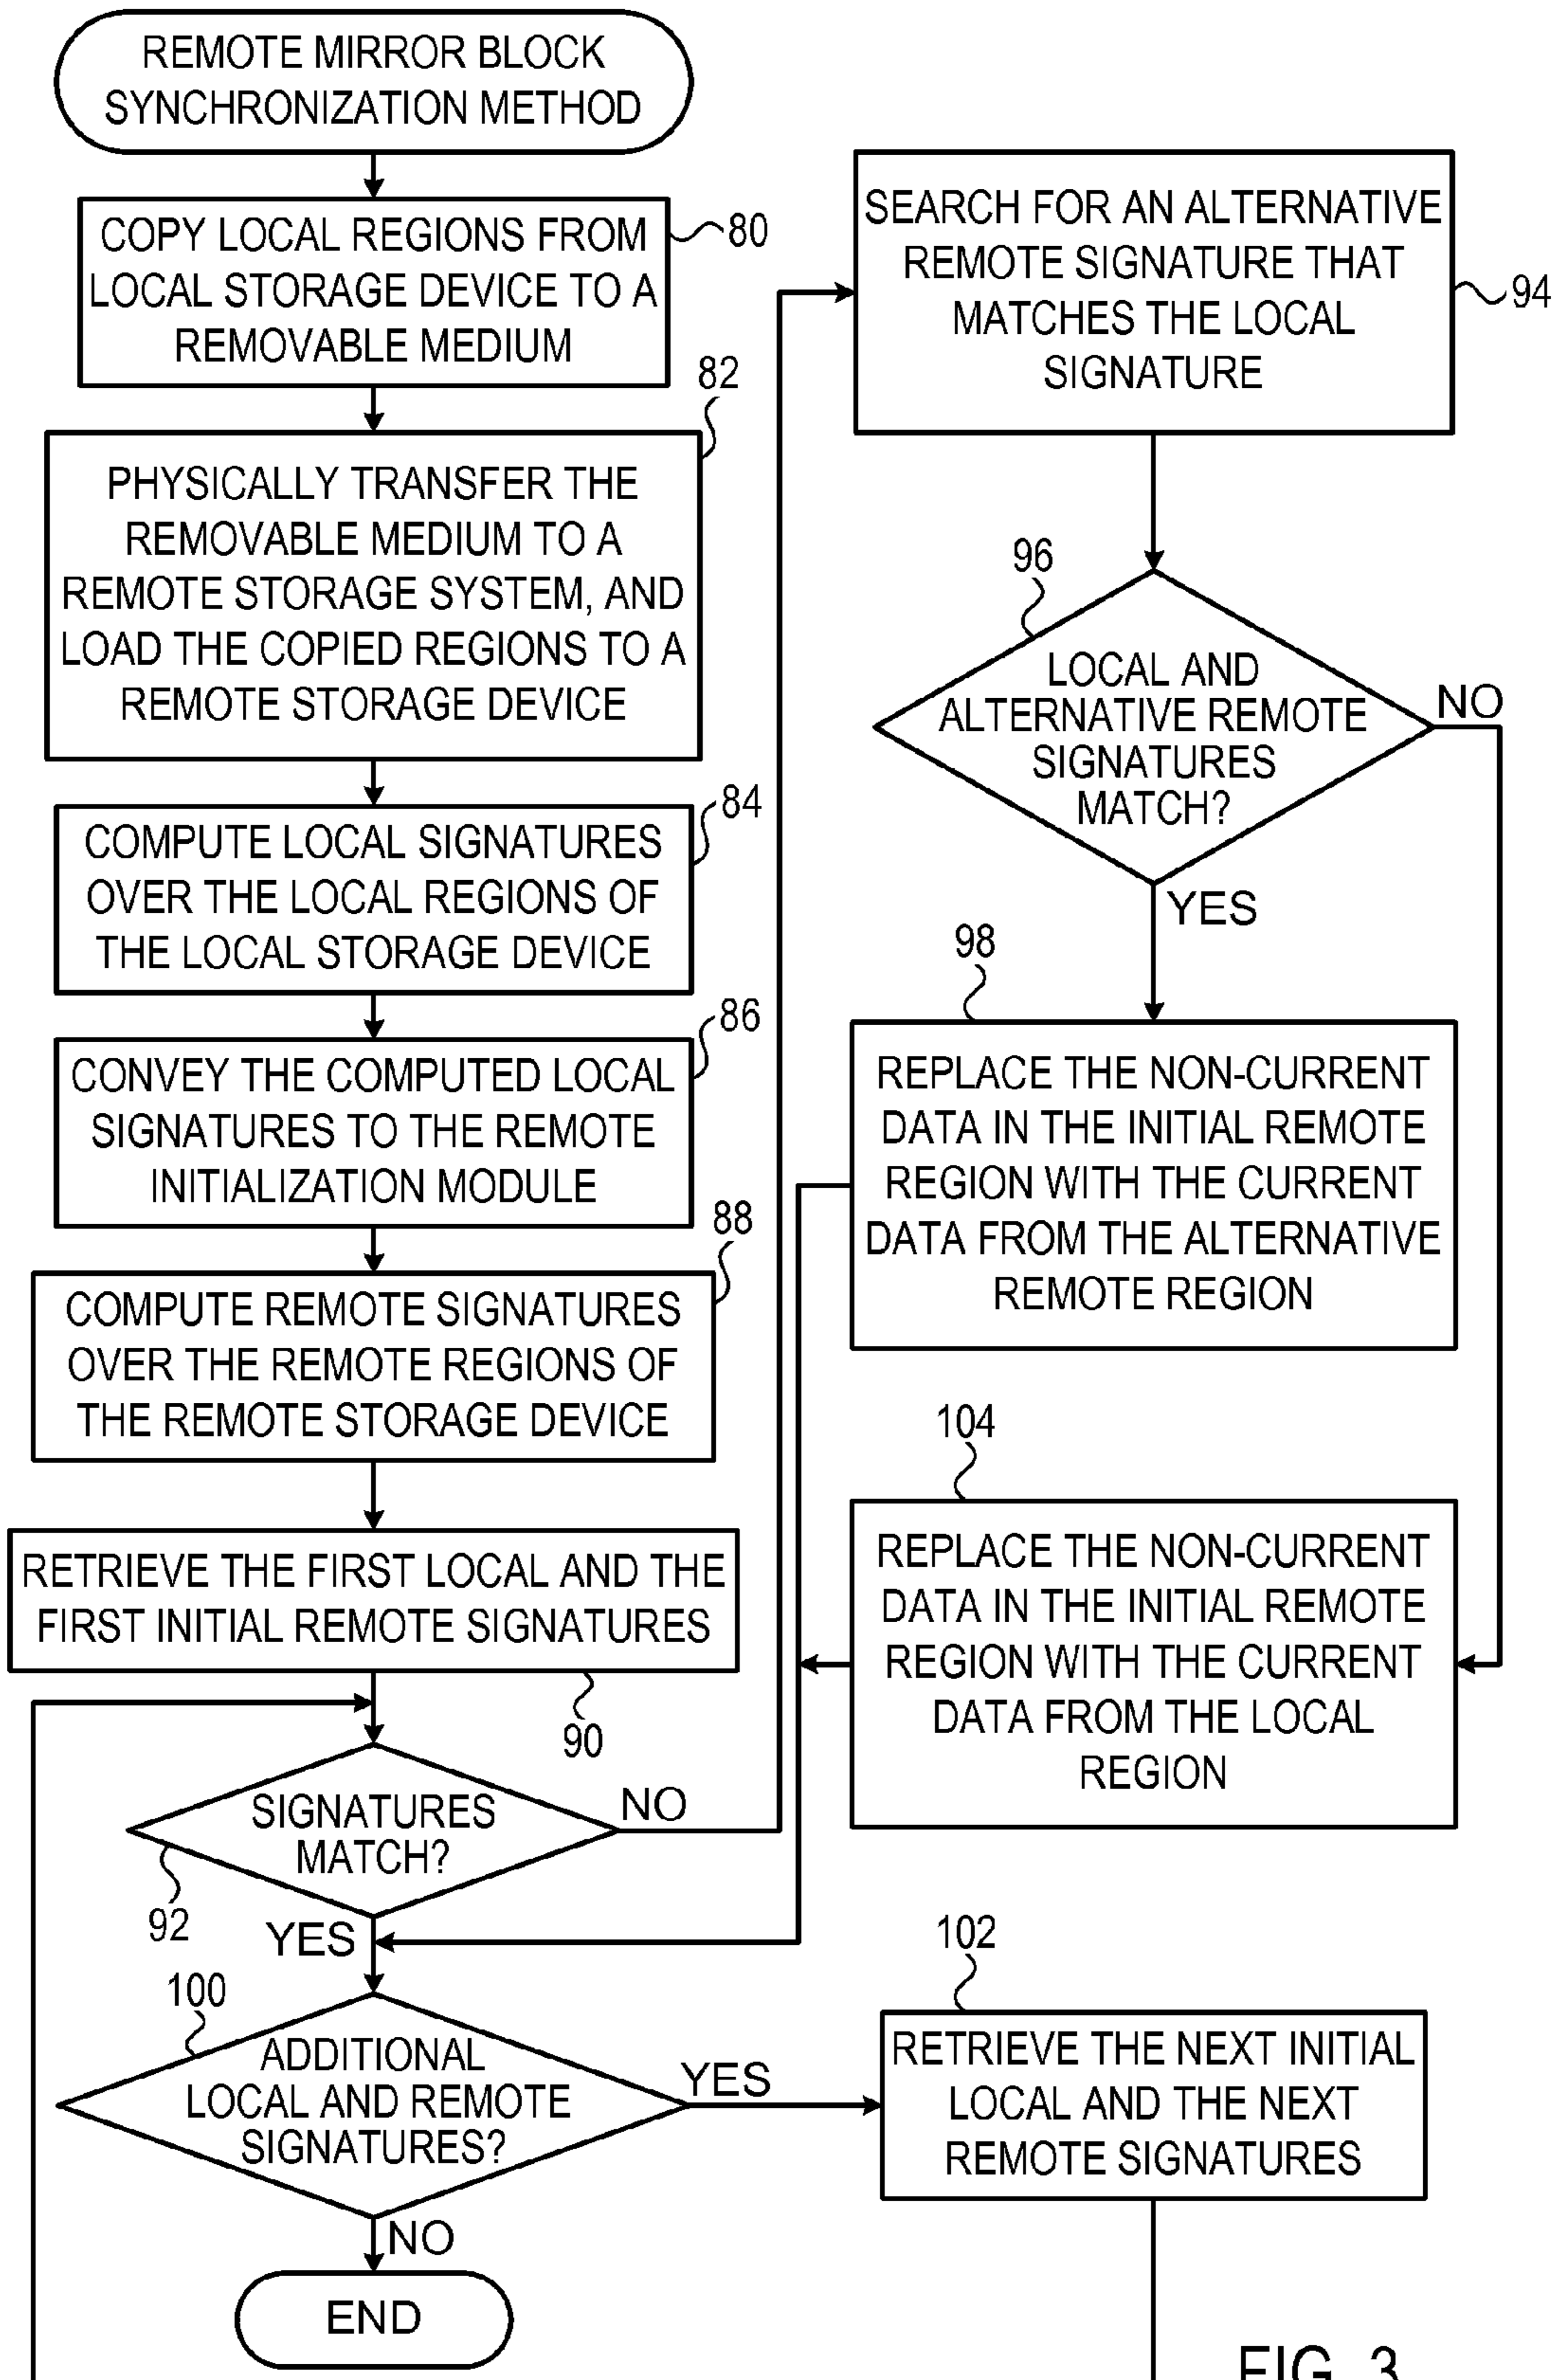 REMOTE MIRROR BLOCK
SYNCHRONIZATION METHOD
COPY LOCAL REGIONS FROM
LOCAL STORAGE DEVICE TO A
REMOVABLE MEDIUM
80
PHYSICALLY TRANSFER THE
REMOVABLE MEDIUM TO A
REMOTE STORAGE SYSTEM, AND
LOAD THE COPIED REGIONS TO A
REMOTE STORAGE DEVICE
82
COMPUTE LOCAL SIGNATURES
OVER THE LOCAL REGIONS OF
THE LOCAL STORAGE DEVICE
84
CONVEY THE COMPUTED LOCAL
SIGNATURES TO THE REMOTE
INITIALIZATION MODULE
86
COMPUTE REMOTE SIGNATURES
OVER THE REMOTE REGIONS OF
THE REMOTE STORAGE DEVICE
88
RETRIEVE THE FIRST LOCAL AND THE
FIRST INITIAL REMOTE SIGNATURES
90
SIGNATURES
MATCH?
NO
92
YES
100
ADDITIONAL
LOCAL AND REMOTE
SIGNATURES?
YES
NO
END
SEARCH FOR AN ALTERNATIVE
REMOTE SIGNATURE THAT
MATCHES THE LOCAL
SIGNATURE
94
96
LOCAL AND
ALTERNATIVE REMOTE
SIGNATURES
MATCH?
NO
YES
98
REPLACE THE NON-CURRENT
DATA IN THE INITIAL REMOTE
REGION WITH THE CURRENT
DATA FROM THE ALTERNATIVE
REMOTE REGION
104
REPLACE THE NON-CURRENT
DATA IN THE INITIAL REMOTE
REGION WITH THE CURRENT
DATA FROM THE LOCAL
REGION
102
RETRIEVE THE NEXT INITIAL
LOCAL AND THE NEXT
REMOTE SIGNATURES
FIG. 3